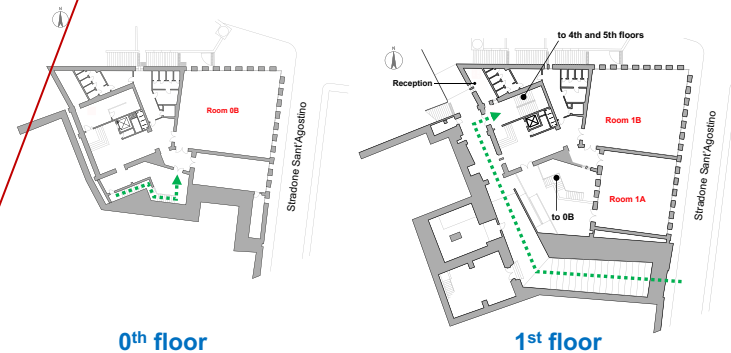 N
Room 0B
Stradone Sant'Agostino
0th floor
N
to 4th and 5th floors
Reception
Room 1B
Room 1A
to 0B
Stradone Sant'Agostino
1st floor